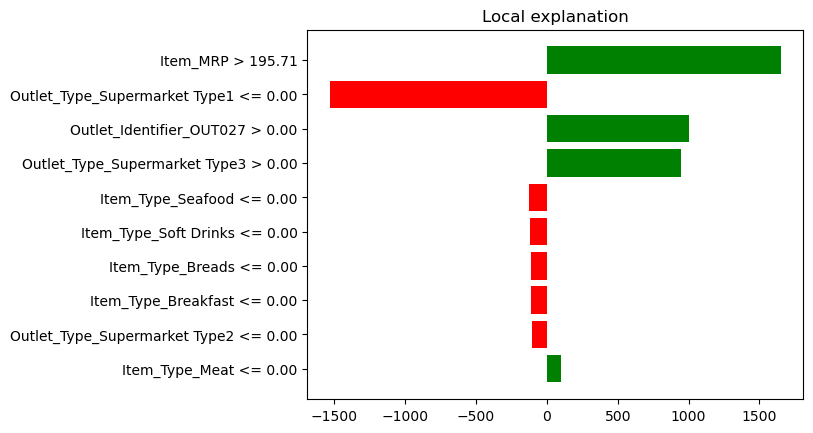 Local explanation
Item_MRP > 195.71
Outlet_Type_Supermarket Type1 <= 0.00
Outlet_Identifier_OUT027 > 0.00
Outlet_Type_Supermarket Type3 > 0.00
Item_Type_Seafood <= 0.00
Item_Type_Soft Drinks <= 0.00
Item_Type_Breads <= 0.00
Item_Type_Breakfast <= 0.00
Outlet_Type_Supermarket Type2 <= 0.00
Item_Type_Meat <= 0.00
−1500 −1000 −500 0 500 1000 1500